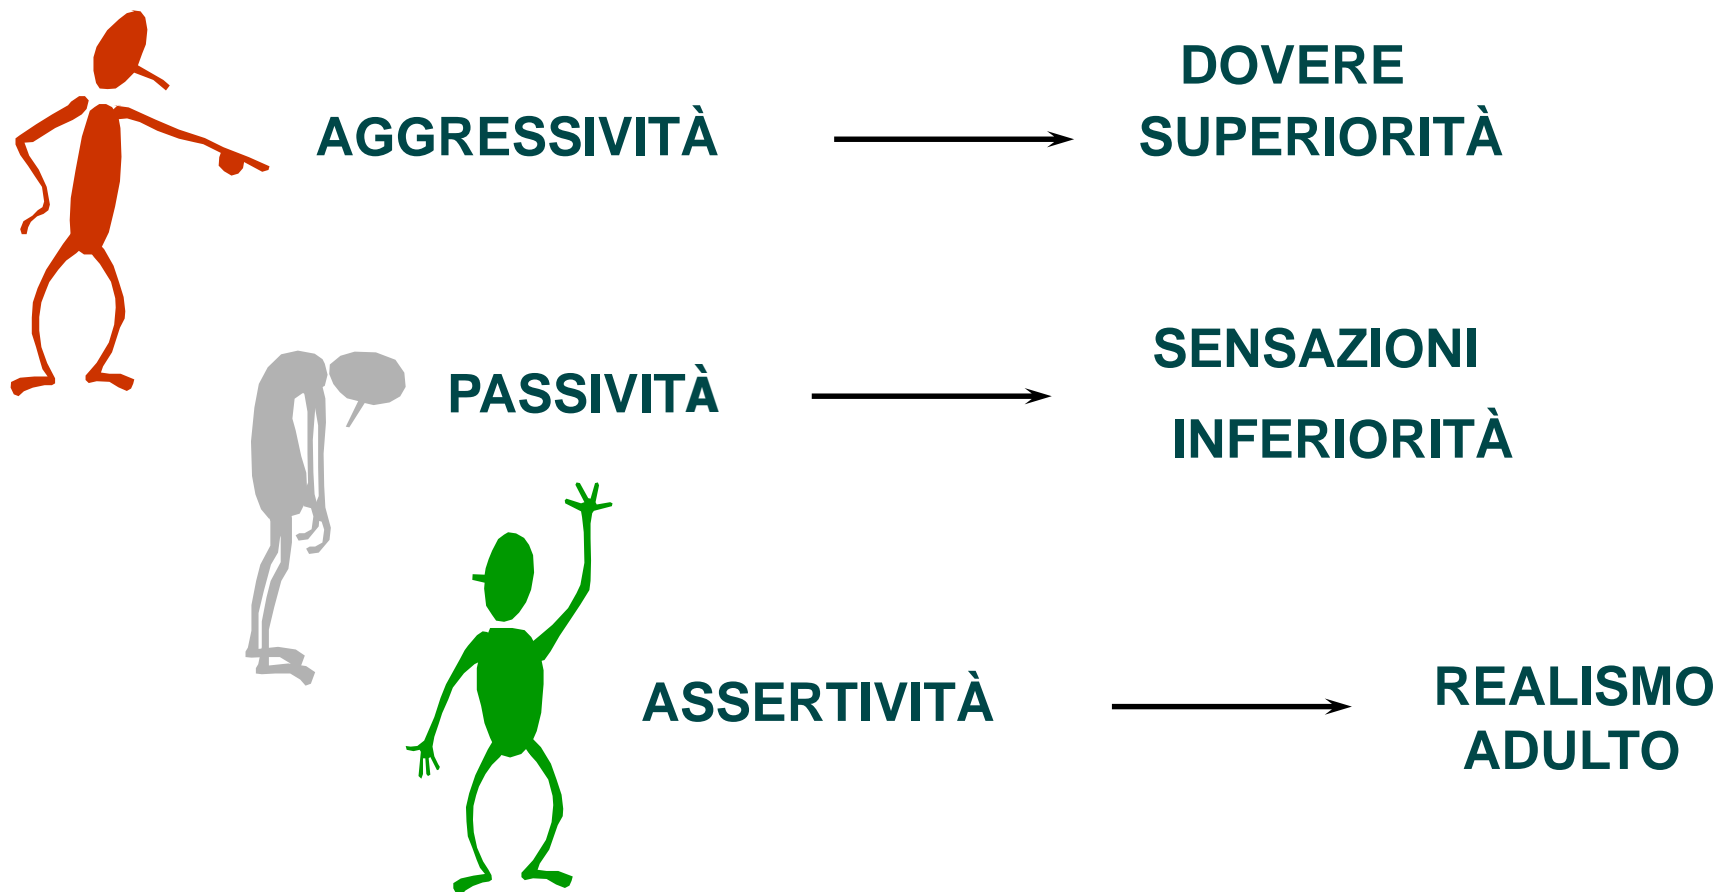 AGGRESSIVITÀ
DOVERE
SUPERIORITÀ
PASSIVITÀ
SENSAZIONI
INFERIORITÀ
ASSERTIVITÀ
REALISMO
ADULTO